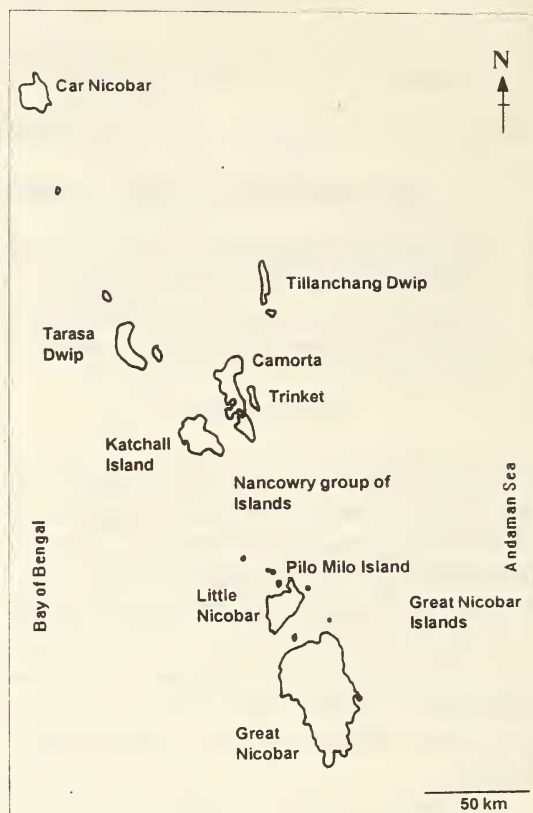 N
Car Nicobar
Tillanchang Dwip
Tarasa
Dwip
Camorta
Trinket
Katchall
Island
Nancowry group of
Islands
Bay of Bengal
Andaman Sea
Pilo Milo Island
Little
Nicobar
Great Nicobar
Islands
Great
Nicobar
50 km